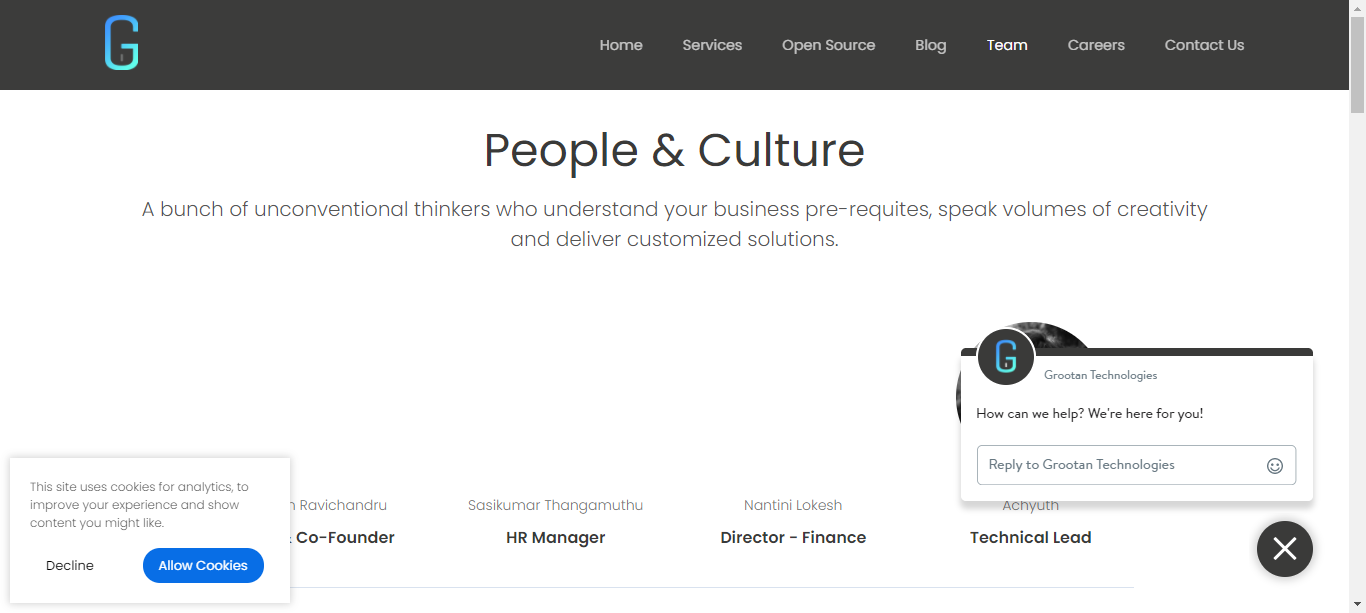 Home Services Open Source Blog Team Careers Contact Us
People & Culture
A bunch of unconventional thinkers who understand your business pre-requites, speak volumes of creativity
and deliver customized solutions.
Grootan Technologies
How can we help? We're here for you!
Reply to Grootan Technologies
This site uses cookies for analytics, to
improve your experience and show
content you might like.
Decline Allow Cookies
Ravichandru
Co-Founder
Sasikumar Thangamuthu
HR Manager
Nantini Lokesh
Director - Finance
Achyuth
Technical Lead